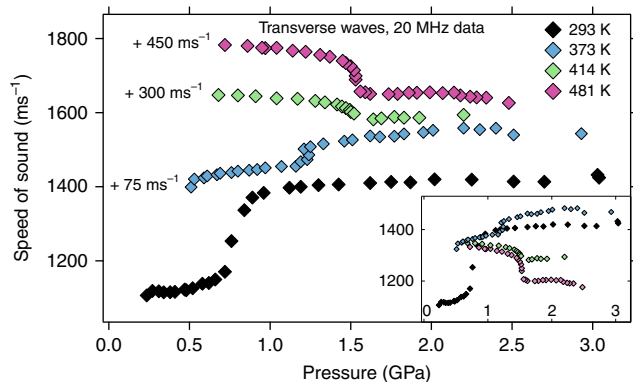 Transverse waves, 20 MHz data
293 K
373 K
414 K
481 K
+ 450 ms−1
+ 300 ms−1
+ 75 ms−1
Speed of sound (ms−1)
1800
1600
1400
1200
0.0 0.5 1.0 1.5 2.0 2.5 3.0
Pressure (GPa)
1400
1200
0 1 2 3